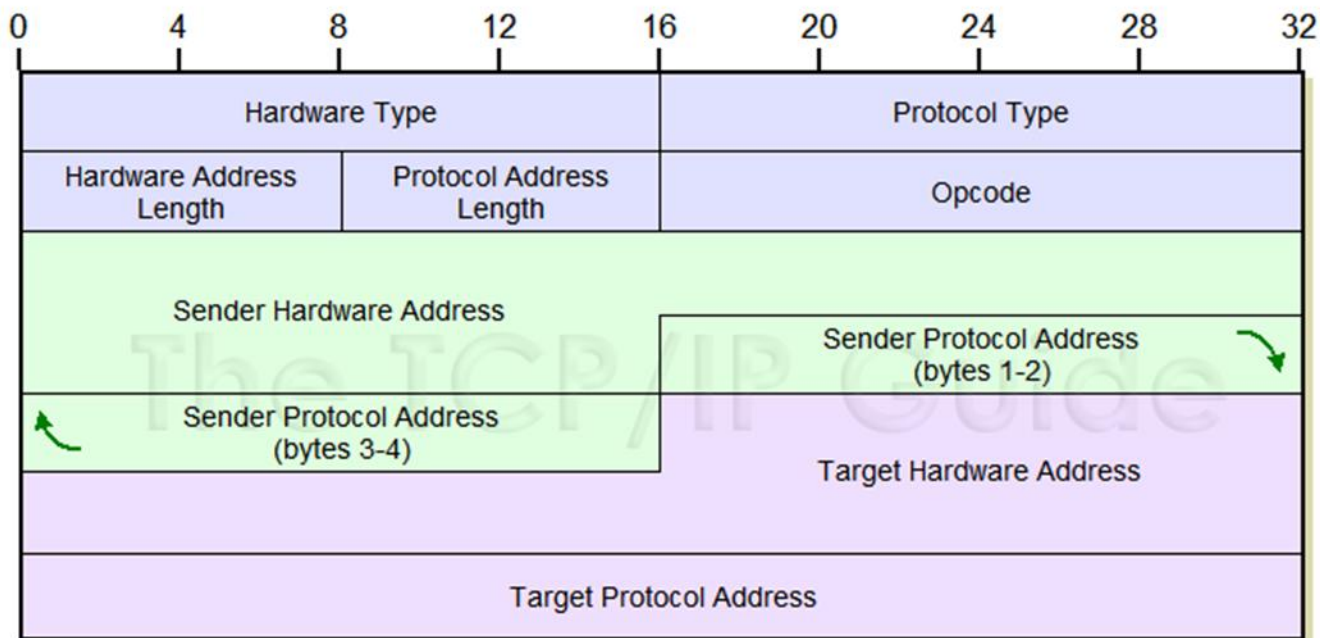 0 4 8 12 16 20 24 28 32
Hardware Type
Protocol Type
Hardware Address
Length
Protocol Address
Length
Opcode
Sender Hardware Address
Sender Protocol Address
(bytes 1-2)
The TCP/IP Guide
Sender Protocol Address
(bytes 3-4)
Target Hardware Address
Target Protocol Address